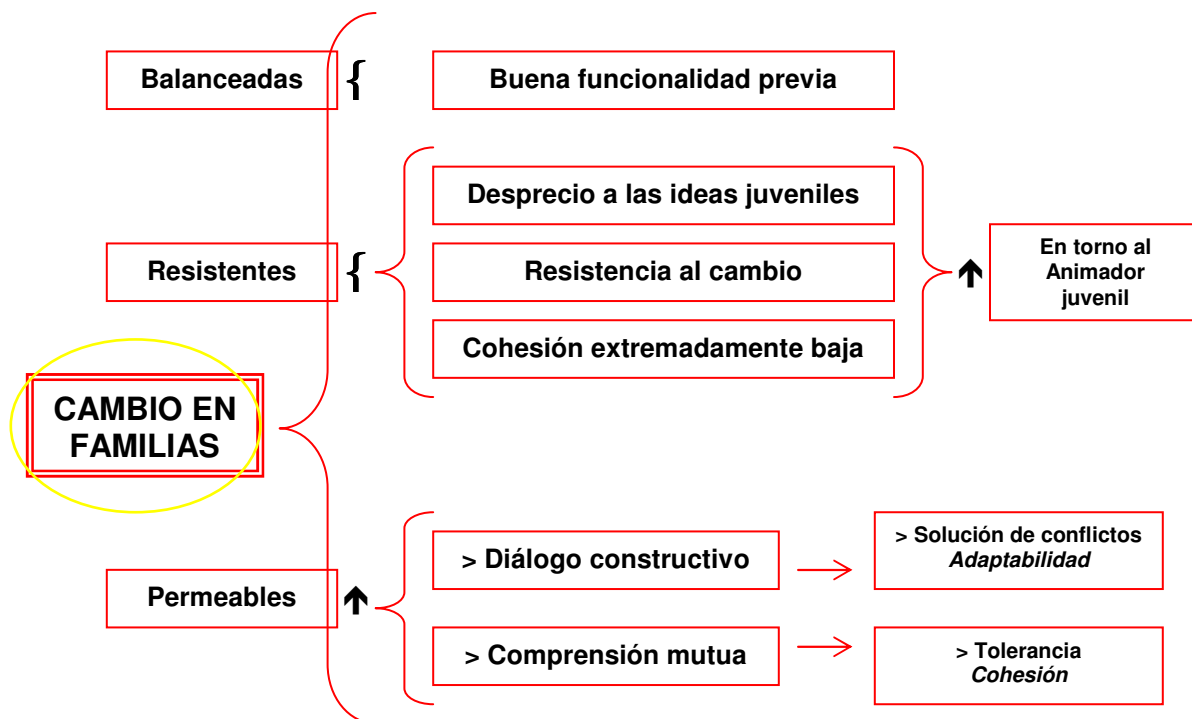 Balanceadas
{
Buena funcionalidad previa
Resistentes
{
Desprecio a las ideas juveniles
Resistencia al cambio
Cohesión extremadamente baja
En torno al
Animador
juvenil
CAMBIO EN
FAMILIAS
Permeables
> Diálogo constructivo
> Solución de conflictos
Adaptabilidad
> Comprensión mutua
> Tolerancia
Cohesión